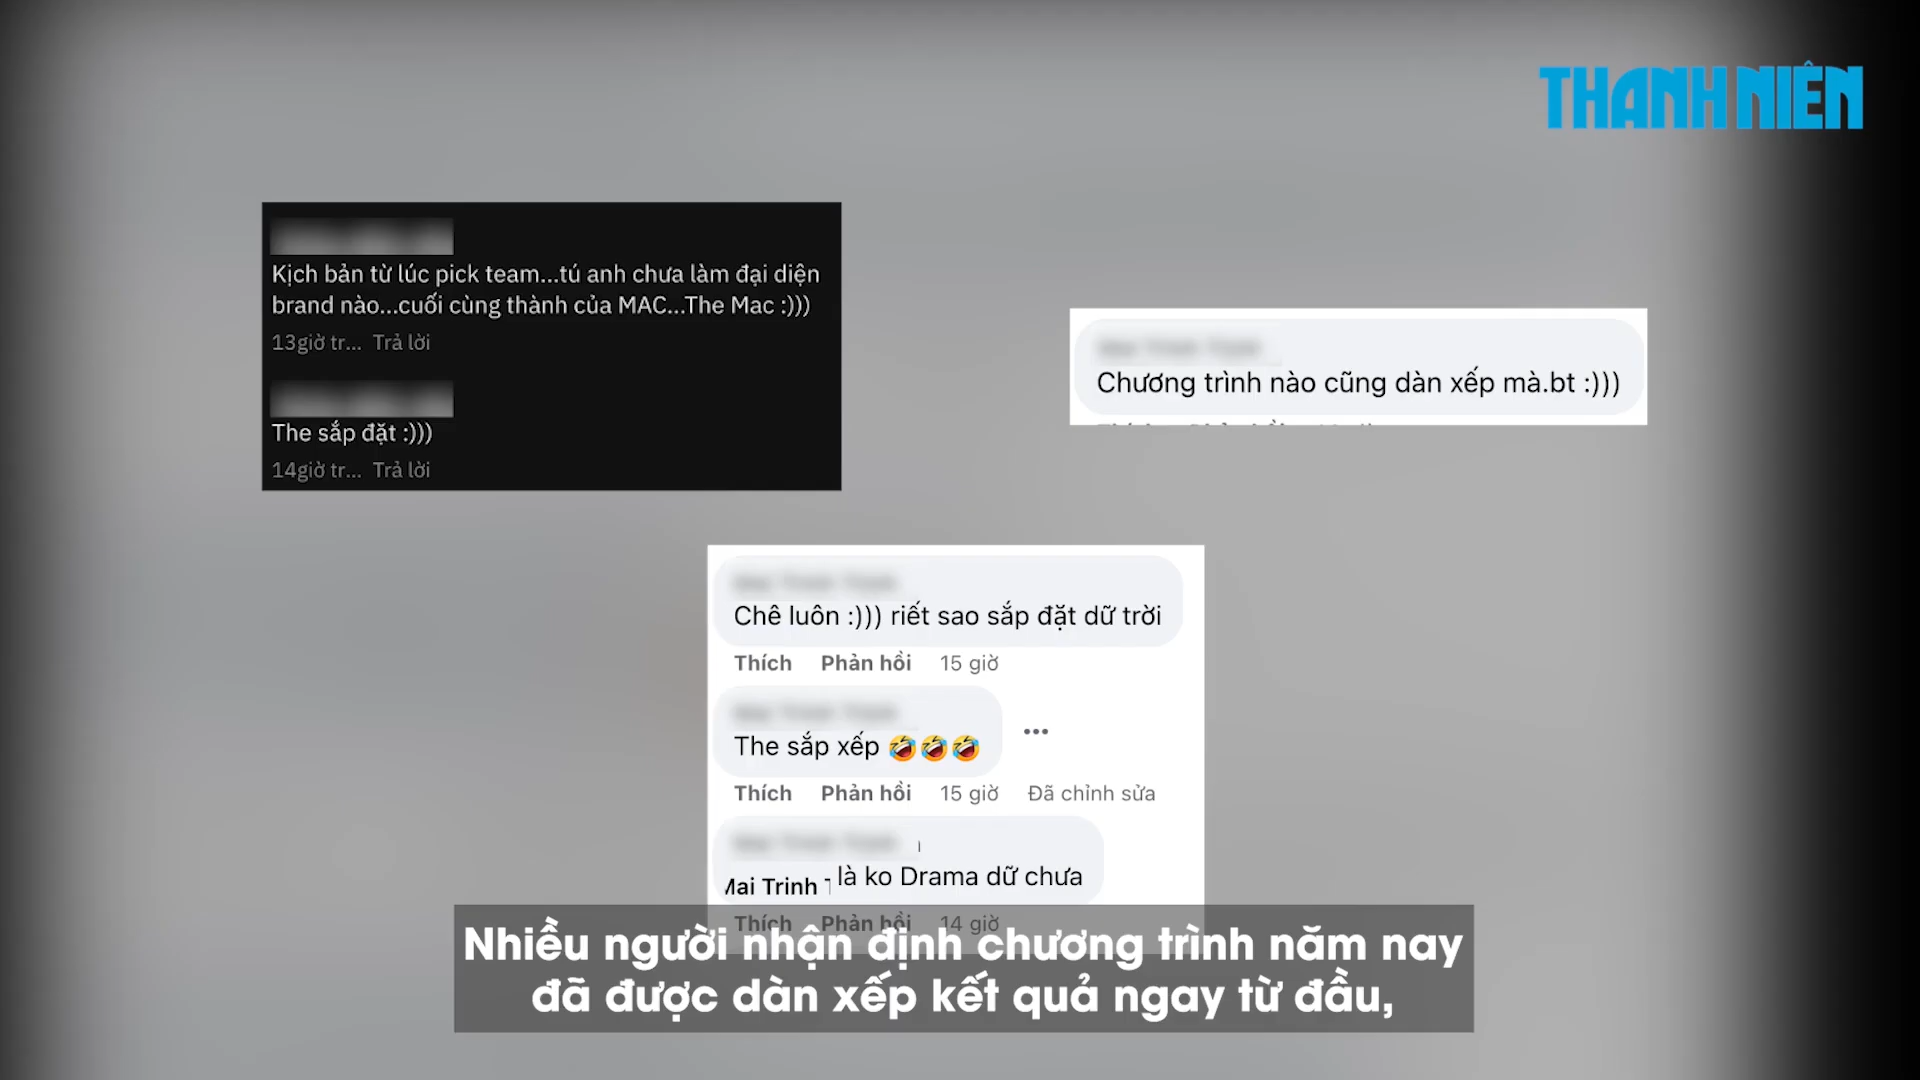 THANH NIÊN
Kịch bản từ lúc pick team...tú anh chưa làm đại diện
brand nào...cuối cùng thành của MAC...The Mac :)))
13giờ tr... Trả lời
The sắp đặt :)))
14giờ tr... Trả lời
Chương trình nào cũng dàn xếp mà.bt :)))
Chê luôn :))) riết sao sắp đặt dữ trời
Thích Phản hồi 15 giờ
The sắp xếp 🤣🤣🤣
Thích Phản hồi 15 giờ Đã chỉnh sửa
Mai Trinh là ko Drama dữ chưa
Thích Phản hồi 14 giờ
Nhiều người nhận định chương trình năm nay
đã được dàn xếp kết quả ngay từ đầu,